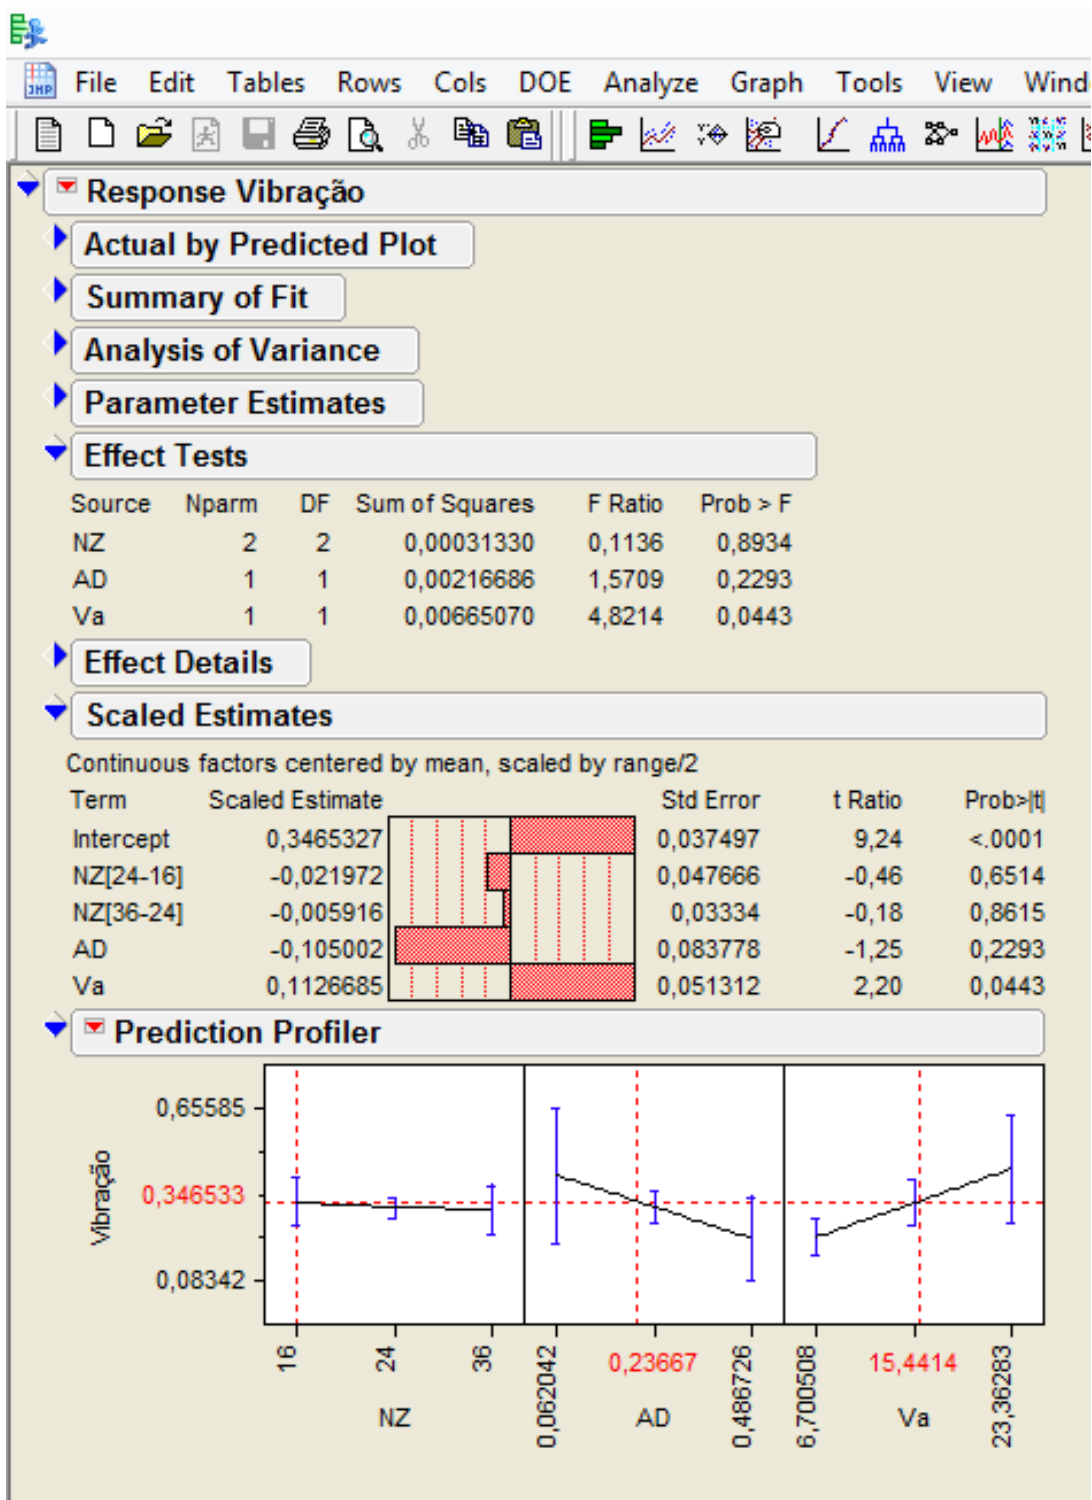 JMP File Edit Tables Rows Cols DOE Analyze Graph Tools View Wind
Response Vibração
Actual by Predicted Plot
Summary of Fit
Analysis of Variance
Parameter Estimates
Effect Tests
Source Nparm DF Sum of Squares F Ratio Prob > F
NZ 2 2 0,00031330 0,1136 0,8934
AD 1 1 0,00216686 1,5709 0,2293
Va 1 1 0,00665070 4,8214 0,0443
Effect Details
Scaled Estimates
Continuous factors centered by mean, scaled by range/2
Term Scaled Estimate Std Error t Ratio Prob>|t|
Intercept 0,3465327 0,037497 9,24 <.0001
NZ[24-16] -0,021972 0,047666 -0,46 0,6514
NZ[36-24] -0,005916 0,03334 -0,18 0,8615
AD -0,105002 0,083778 -1,25 0,2293
Va 0,1126685 0,051312 2,20 0,0443
Prediction Profiler
Vibração
0,65585
0,346533
0,08342
16 24 36 0,062042 0,23667 0,486726 6,700508 15,4414 23,36283
NZ AD Va